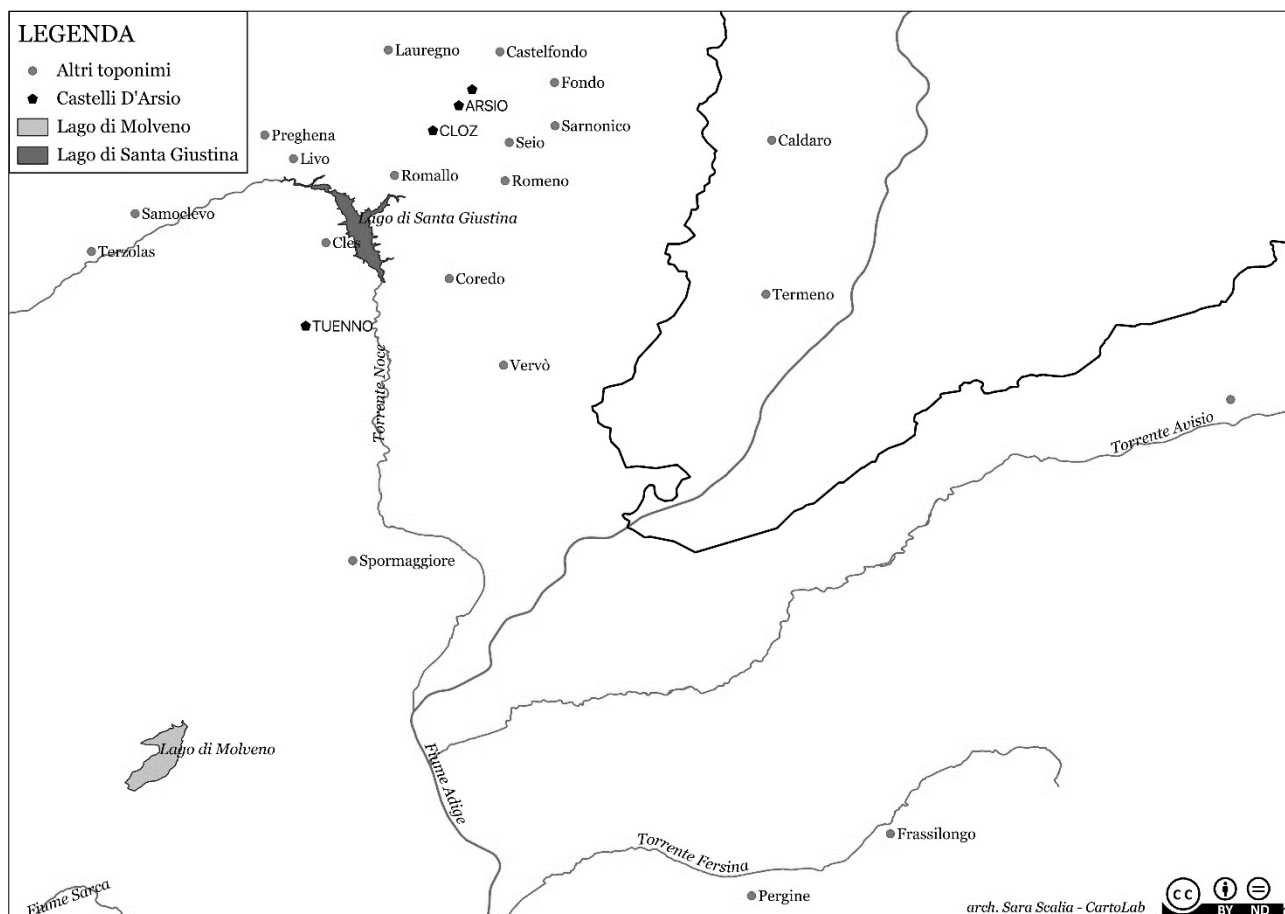 LEGENDA
Altri toponimi
Castelli D'Arsio
Lago di Molveno
Lago di Santa Giustina
Lauregno
Castelfondo
Fondo
ARSIO
CLOZ
Sarnonico
Seio
Caldaro
Preghena
Livo
Romallo
Romeno
Samoclevo
Lago di Santa Giustina
Cles
Terzolas
Coredo
Termeno
TUENNO
Vervò
Torrente Noce
Torrente Avisio
Spormaggiore
Lago di Molveno
Fiume Adige
Frassilongo
Torrente Fersina
Pergine
Fiume Sarca
arch. Sara Scalia - CartoLab
cc
BY ND